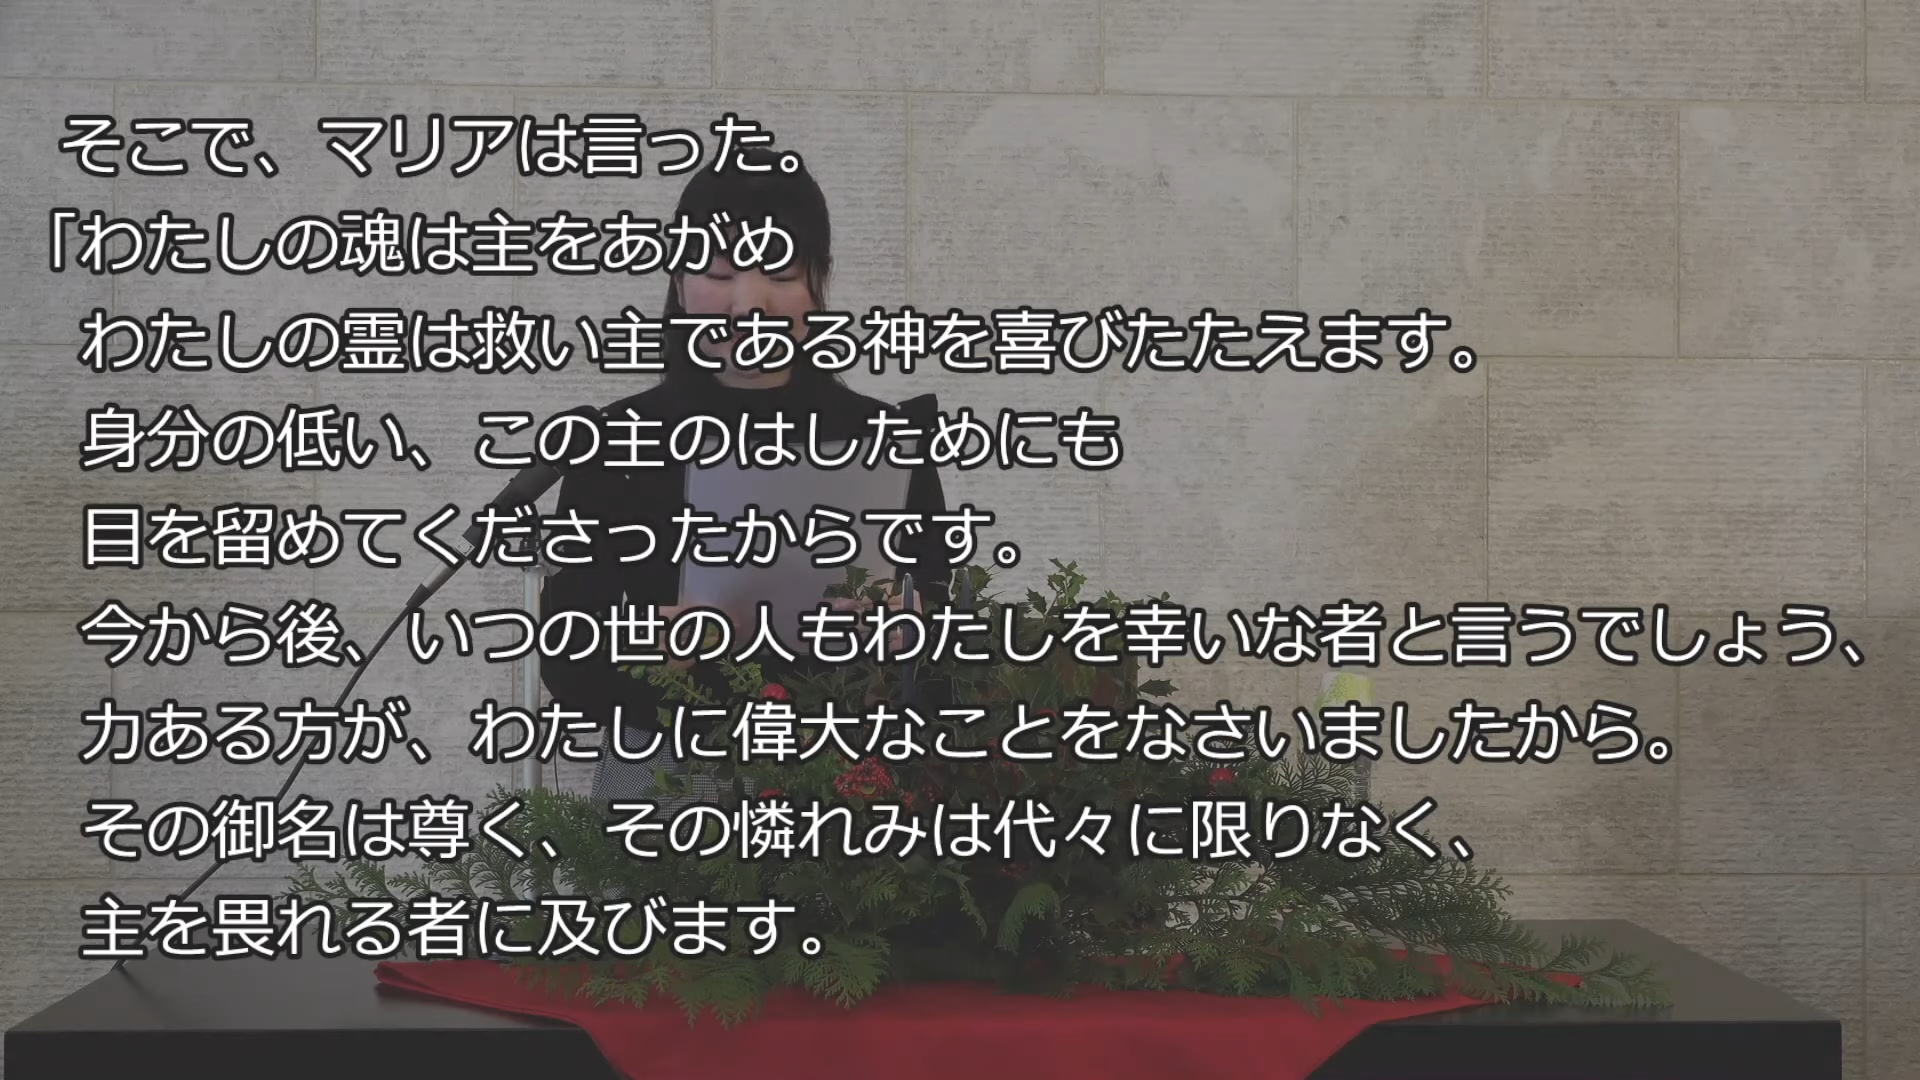 そこで、マリアは言った。
「わたしの魂は主をあがめ
わたしの霊は救い主である神を喜びたたえます。
身分の低い、この主のはしためにも
目を留めてくださったからです。
今から後、いつの世の人もわたしを幸いな者と言うでしょう、
力ある方が、わたしに偉大なことをなさいましたから。
その御名は尊く、その憐れみは代々に限りなく、
主を畏れる者に及びます。